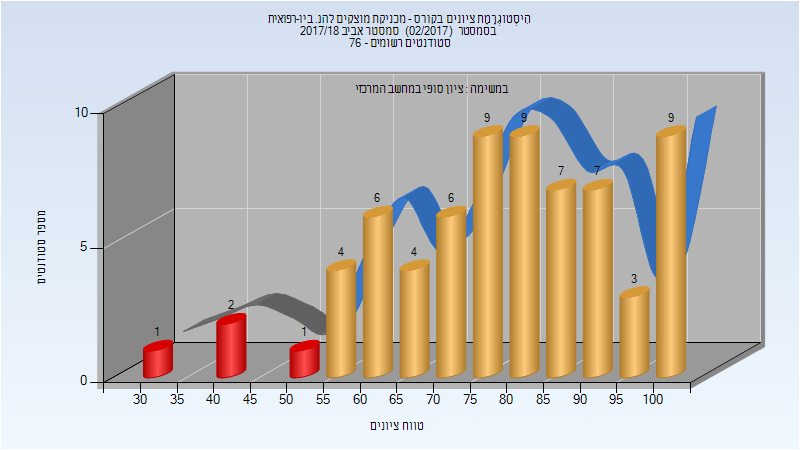 היסטוגרמת ציונים בקורס - מכניקת מוצקים להנ. ביו-רפואית
בסמסטר (02/2017) סמסטר אביב 2017/18
סטודנטים רשומים - 76
במשימה : ציון סופי במחשב המרכזי
מספר סטודנטים
10
5
0
1 2 1 4 6 4 6 9 9 7 7 3 9
30 35 40 45 50 55 60 65 70 75 80 85 90 95 100
טווח ציונים